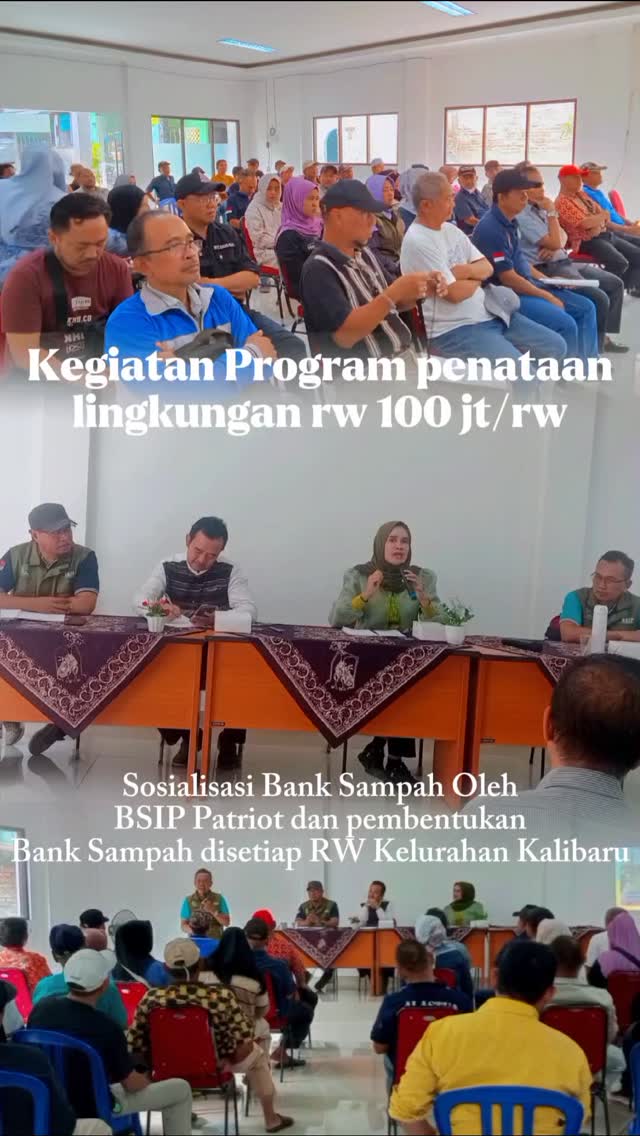 Kegiatan Program penataan
lingkungan rw 100 jt/rw
Sosialisasi Bank Sampah Oleh
BSIP Patriot dan pembentukan
Bank Sampah disetiap RW Kelurahan Kalibaru